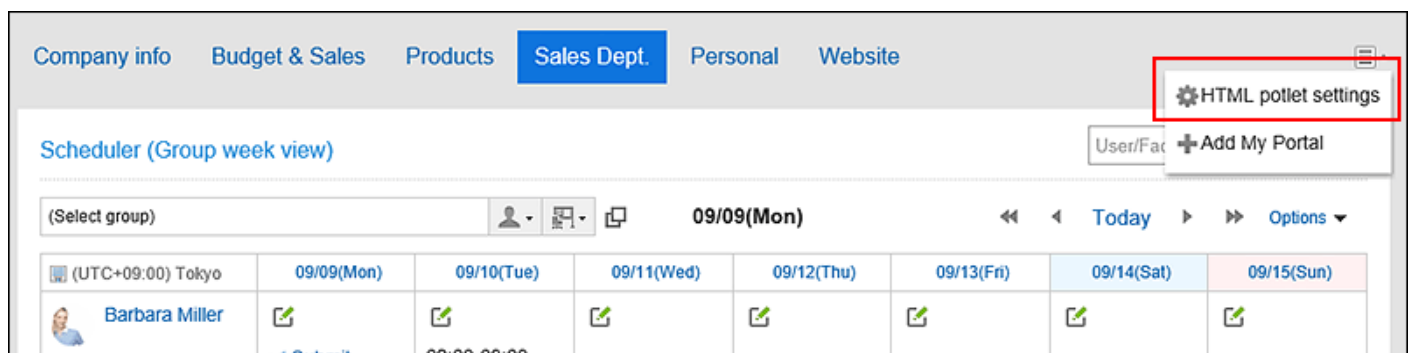 Company info Budget & Sales Products Sales Dept. Personal Website
HTML potlet settings
Add My Portal
Scheduler (Group week view)
User/Fac
(Select group) 09/09(Mon) Today Options
(UTC+09:00) Tokyo 09/09(Mon) 09/10(Tue) 09/11(Wed) 09/12(Thu) 09/13(Fri) 09/14(Sat) 09/15(Sun)
Barbara Miller